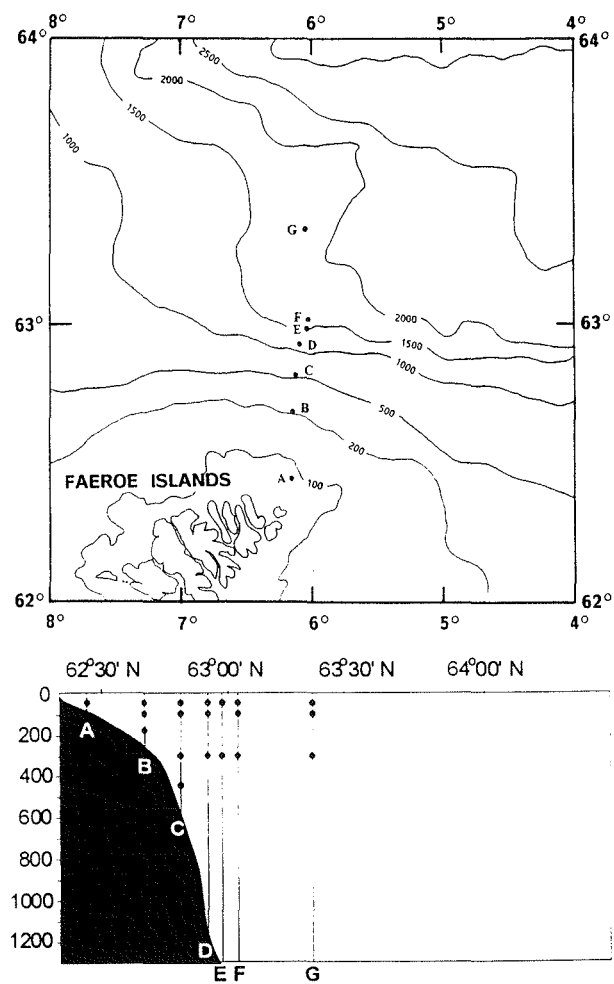 8° 7° 6° 5° 4°
64° 64°
2500
2000
1500
1000
G
F
63° 63°
E
2000
D
1500
1000
C
500
B
200
FAEROE ISLANDS A 100
62° 62°
8° 7° 6° 5° 4°
62°30' N 63°00' N 63°30' N 64°00' N
0
A
200
B
400
C
600
800
1000
1200
D
E F G